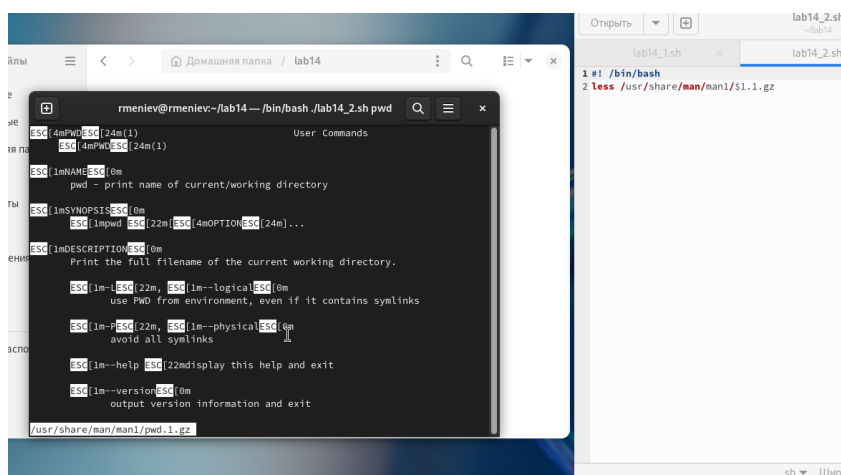 Открыть
lab14_2.sh
~/lab14
йлы
Домашняя папка / lab14
lab14_1.sh
lab14_2.sh
1 #! /bin/bash
2 less /usr/share/man/man1/$1.1.gz
rmeniev@rmeniev:~/lab14 — /bin/bash ./lab14_2.sh pwd
ESC[4mPWDESC[24m(1) User Commands
ESC[4mPWDESC[24m(1)
ESC[1mNAMEESC[0m
pwd - print name of current/working directory
ESC[1mSYNOPSISESC[0m
ESC[1mpwd ESC[22m[ESC[4mOPTIONESC[24m]...
ESC[1mDESCRIPTIONESC[0m
Print the full filename of the current working directory.
ESC[1m-LESC[22m, ESC[1m--logicalESC[0m
use PWD from environment, even if it contains symlinks
ESC[1m-PESC[22m, ESC[1m--physicalESC[0m
avoid all symlinks
ESC[1m--help ESC[22mdisplay this help and exit
ESC[1m--versionESC[0m
output version information and exit
/usr/share/man/man1/pwd.1.gz
sh